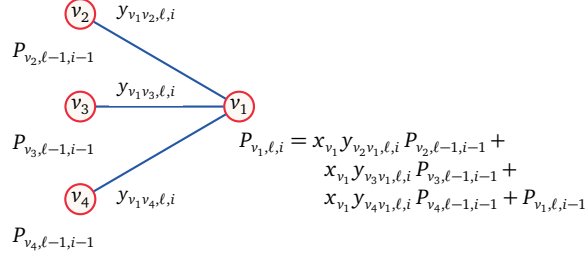 v₂
y_{v₁v₂,ℓ,i}
P_{v₂,ℓ−1,i−1}
y_{v₁v₃,ℓ,i}
v₃
v₁
P_{v₃,ℓ−1,i−1}
P_{v₁,ℓ,i} = x_{v₁} y_{v₂v₁,ℓ,i} P_{v₂,ℓ−1,i−1} +
x_{v₁} y_{v₃v₁,ℓ,i} P_{v₃,ℓ−1,i−1} +
x_{v₁} y_{v₄v₁,ℓ,i} P_{v₄,ℓ−1,i−1} + P_{v₁,ℓ,i−1}
v₄
y_{v₁v₄,ℓ,i}
P_{v₄,ℓ−1,i−1}